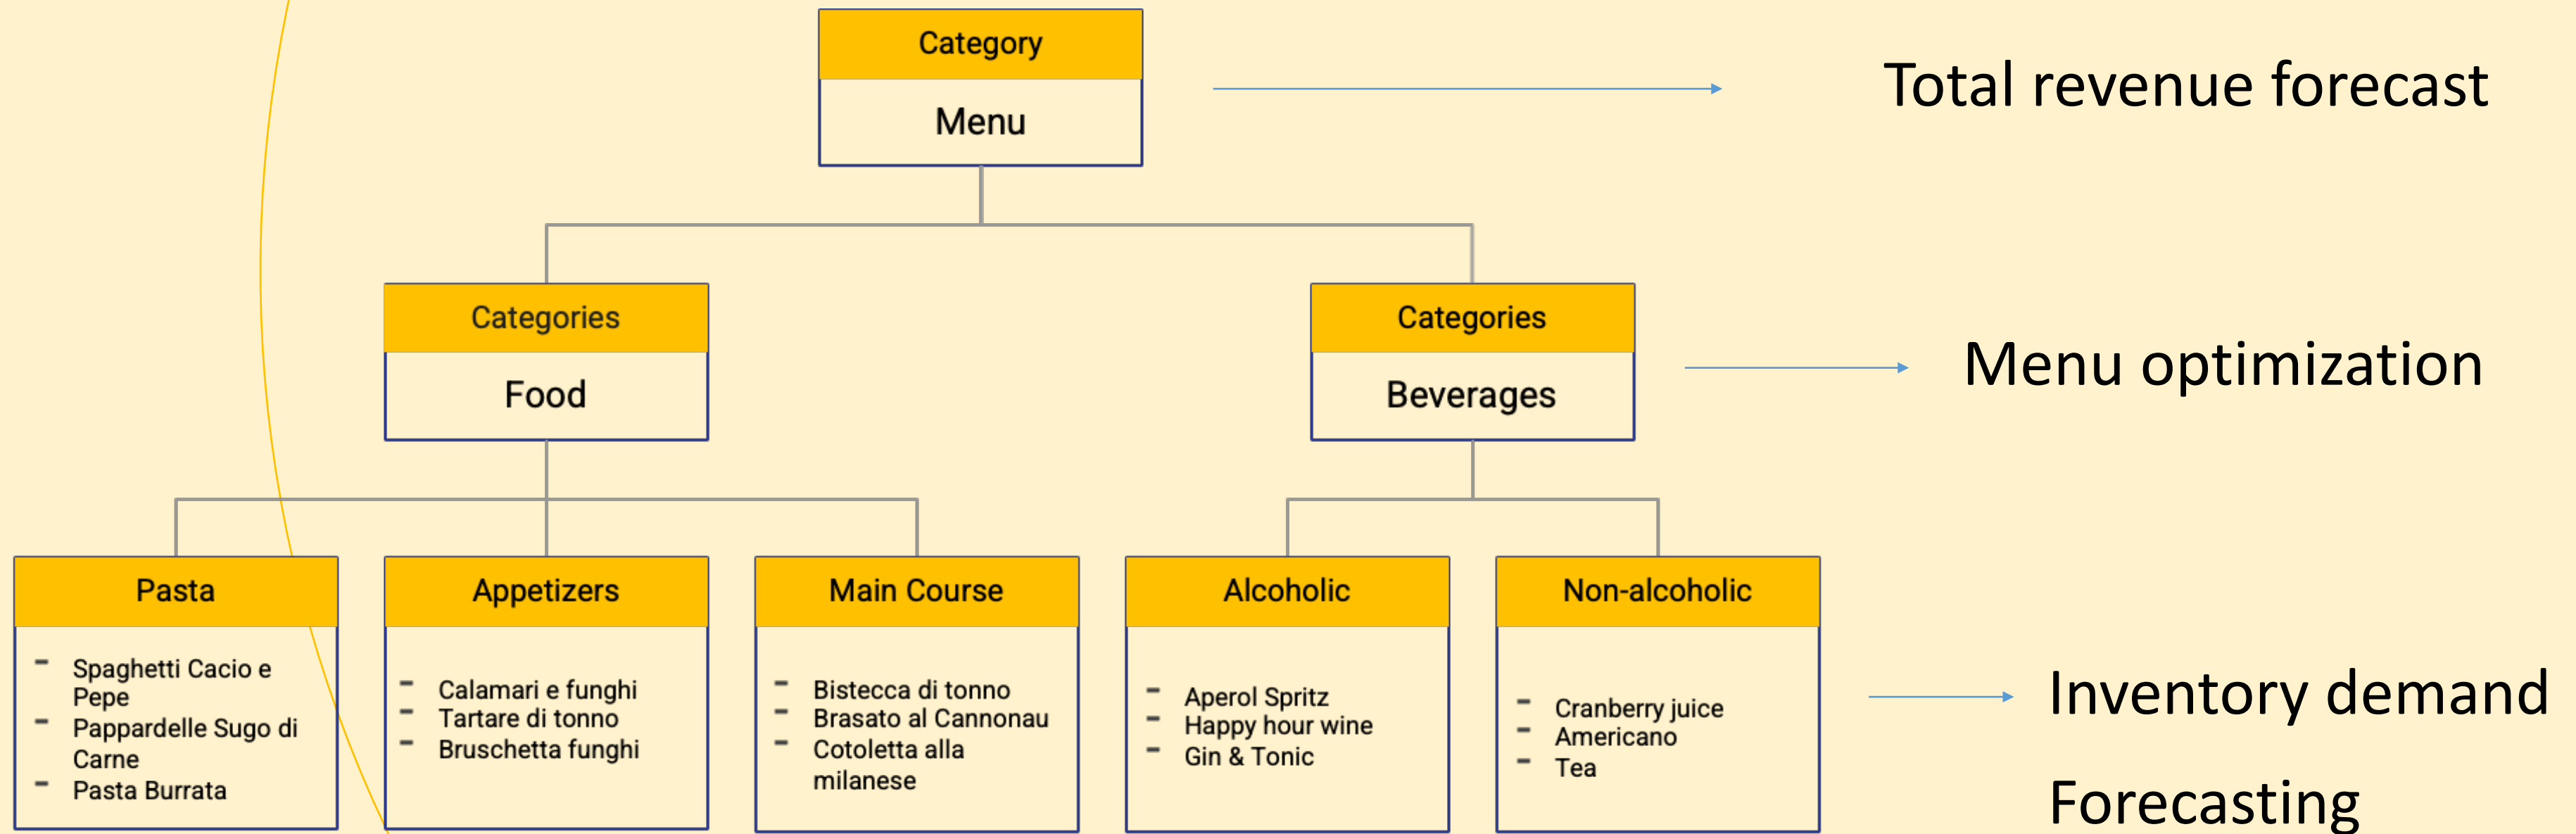 Category
Menu
Total revenue forecast
Categories
Food
Categories
Beverages
Menu optimization
Pasta
- Spaghetti Cacio e
Pepe
- Pappardelle Sugo di
Carne
- Pasta Burrata
Appetizers
- Calamari e funghi
- Tartare di tonno
- Bruschetta funghi
Main Course
- Bistecca di tonno
- Brasato al Cannonau
- Cotoletta alla
milanese
Alcoholic
- Aperol Spritz
- Happy hour wine
- Gin & Tonic
Non-alcoholic
- Cranberry juice
- Americano
- Tea
Inventory demand
Forecasting